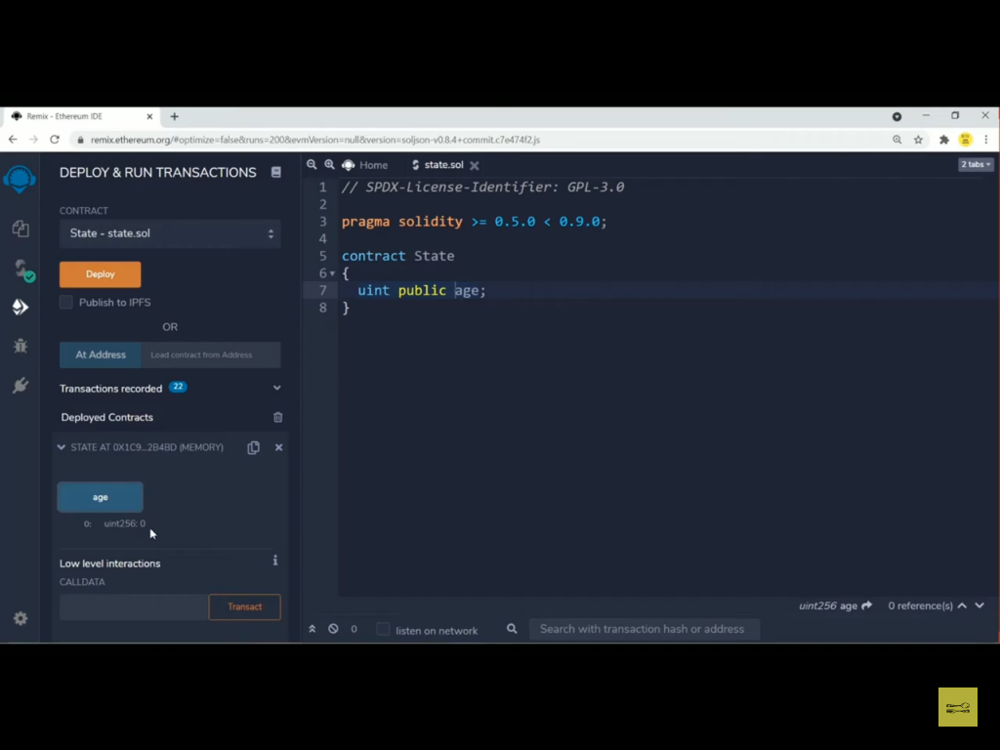 Remix - Ethereum IDE
remix.ethereum.org/#optimize=false&runs=200&evmVersion=null&version=soljson-v0.8.4+commit.c7e474f2.js
DEPLOY & RUN TRANSACTIONS
CONTRACT
State - state.sol
Deploy
Publish to IPFS
OR
At Address Load contract from Address
Transactions recorded 22
Deployed Contracts
STATE AT 0X1C9...2B4BD (MEMORY)
age
0: uint256: 0
Low level interactions
CALLDATA
Transact
Home state.sol
2 tabs
1 // SPDX-License-Identifier: GPL-3.0
2
3 pragma solidity >= 0.5.0 < 0.9.0;
4
5 contract State
6 {
7 uint public age;
8 }
uint256 age 0 reference(s)
0 listen on network Search with transaction hash or address